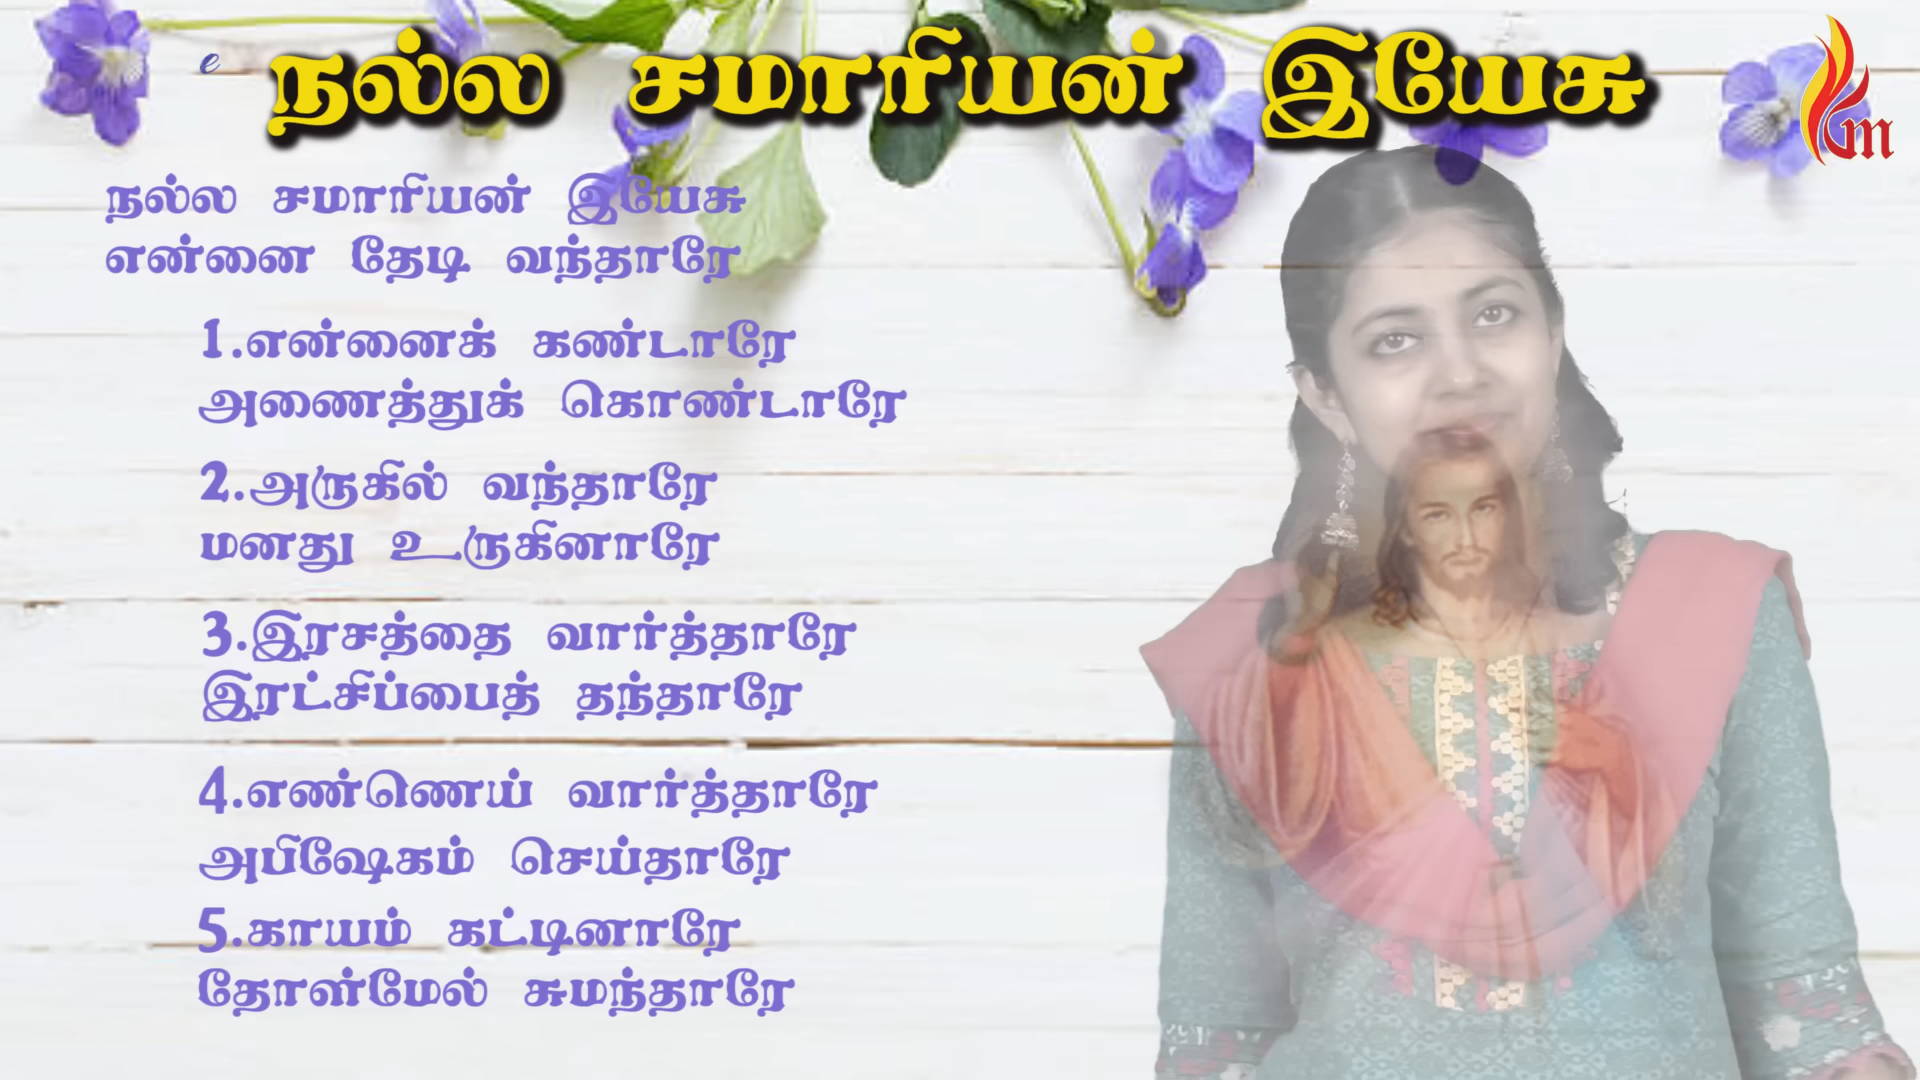 நல்ல சமாரியன் இயேசு
நல்ல சமாரியன் இயேசு
என்னை தேடி வந்தாரே
1.என்னைக் கண்டாரே
அணைத்துக் கொண்டாரே
2.அருகில் வந்தாரே
மனது உருகினாரே
3.இரசத்தை வார்த்தாரே
இரட்சிப்பைத் தந்தாரே
4.எண்ணெய் வார்த்தாரே
அபிஷேகம் செய்தாரே
5.காயம் கட்டினாரே
தோள்மேல் சுமந்தாரே